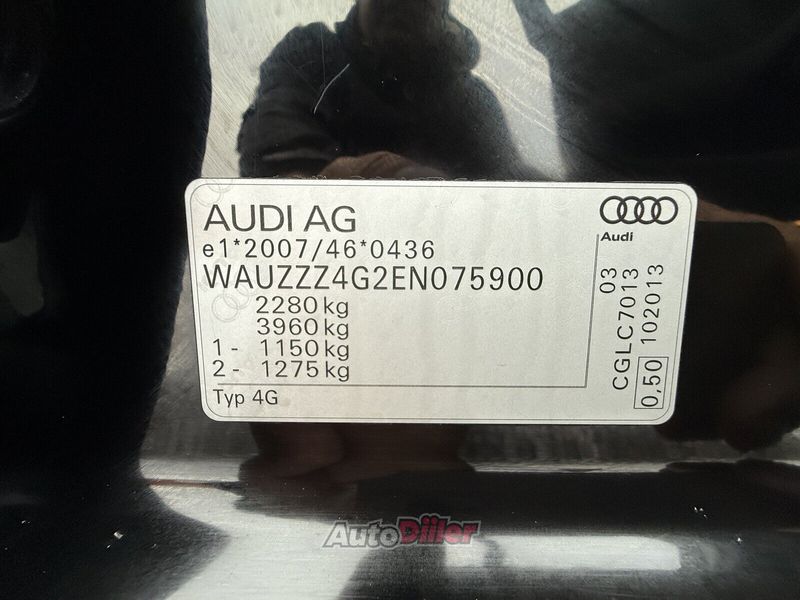 AUDI AG
e1*2007/46*0436
WAUZZZ4G2EN075900
2280 kg
3960 kg
1 - 1150 kg
2 - 1275 kg
Typ 4G
Audi
03
CGLC7013
0,50 102013
AutoDiller